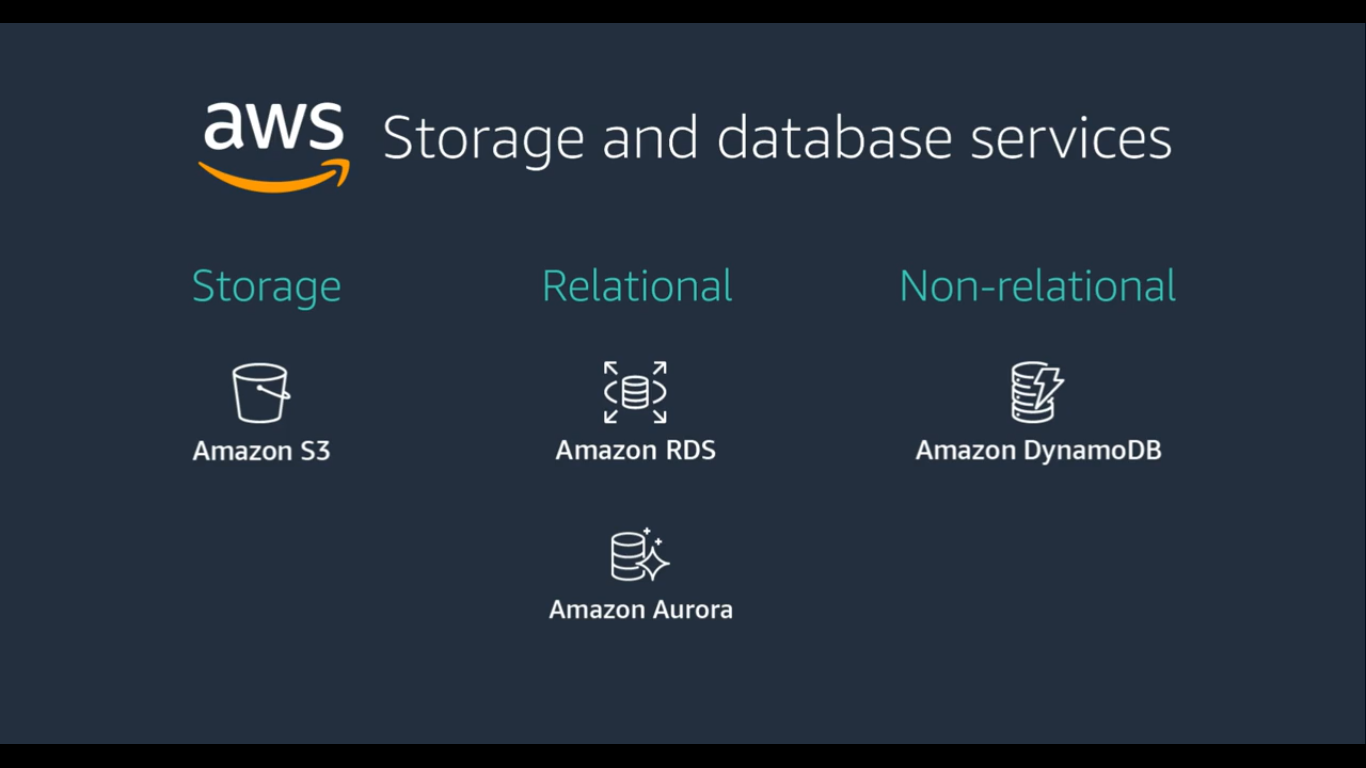 aws
Storage and database services
Storage
Relational
Non-relational
Amazon S3
Amazon RDS
Amazon DynamoDB
Amazon Aurora